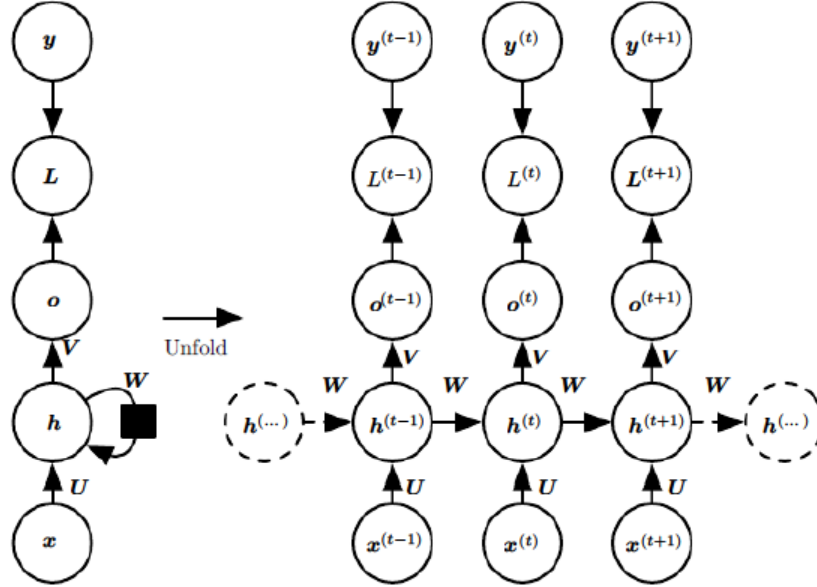 y y^(t−1) y^(t) y^(t+1)
L L^(t−1) L^(t) L^(t+1)
o o^(t−1) o^(t) o^(t+1)
Unfold
V V V V
W W W W W
h h^(...) h^(t−1) h^(t) h^(t+1) h^(...)
U U U U
x x^(t−1) x^(t) x^(t+1)